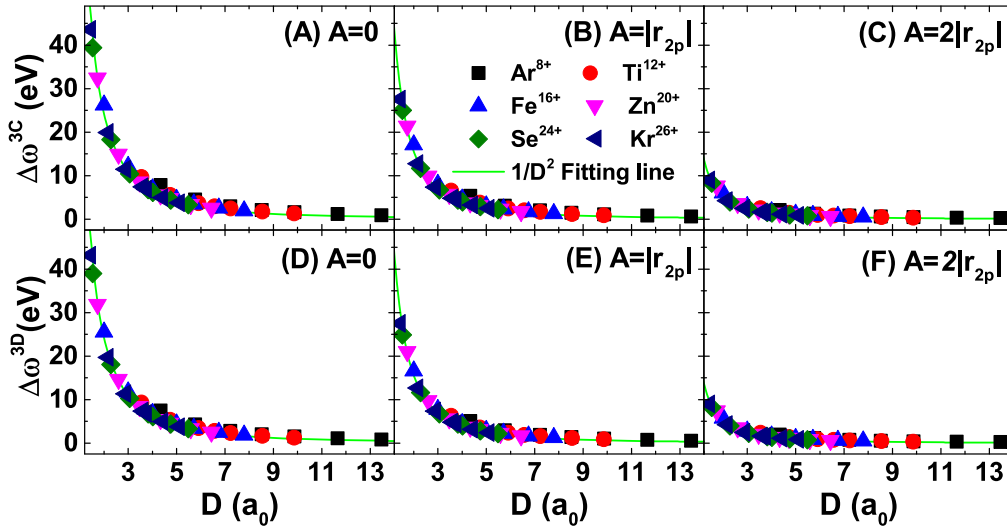 (A) A=0
(B) A=|r2p|
(C) A=2|r2p|
Δω3C (eV)
40
30
20
10
0
Ar8+ Ti12+
Fe16+ Zn20+
Se24+ Kr26+
1/D2 Fitting line
(D) A=0
(E) A=|r2p|
(F) A=2|r2p|
Δω3D (eV)
40
30
20
10
0
3 5 7 9 11 13
3 5 7 9 11 13
3 5 7 9 11 13
D (a0)
D (a0)
D (a0)